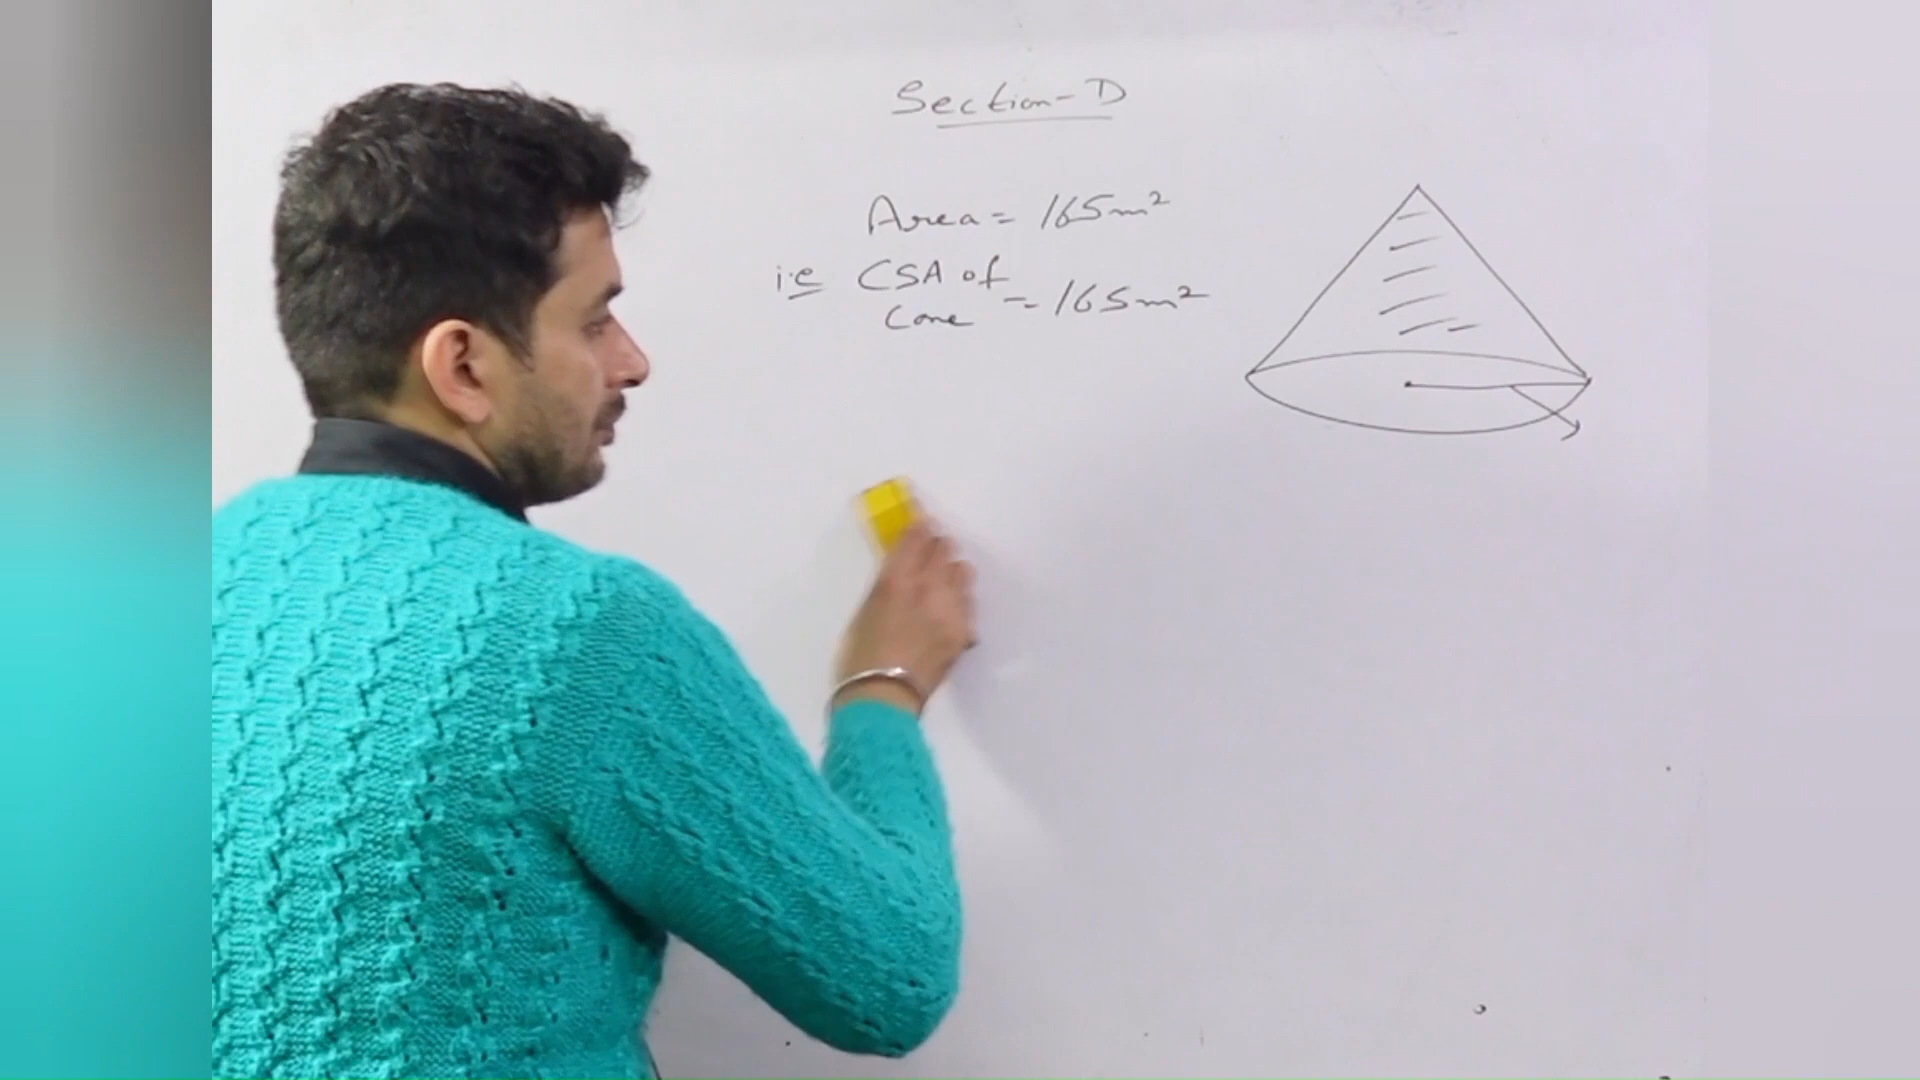 Section-D
Area = 165m²
i.e CSA of
Cone = 165m²